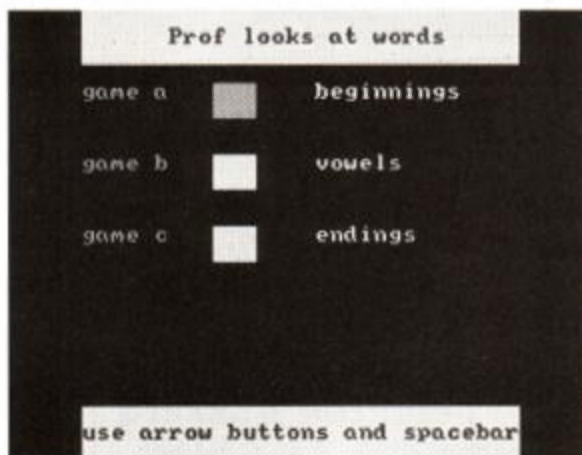 Prof looks at words
game a beginnings
game b vowels
game c endings
use arrow buttons and spacebar